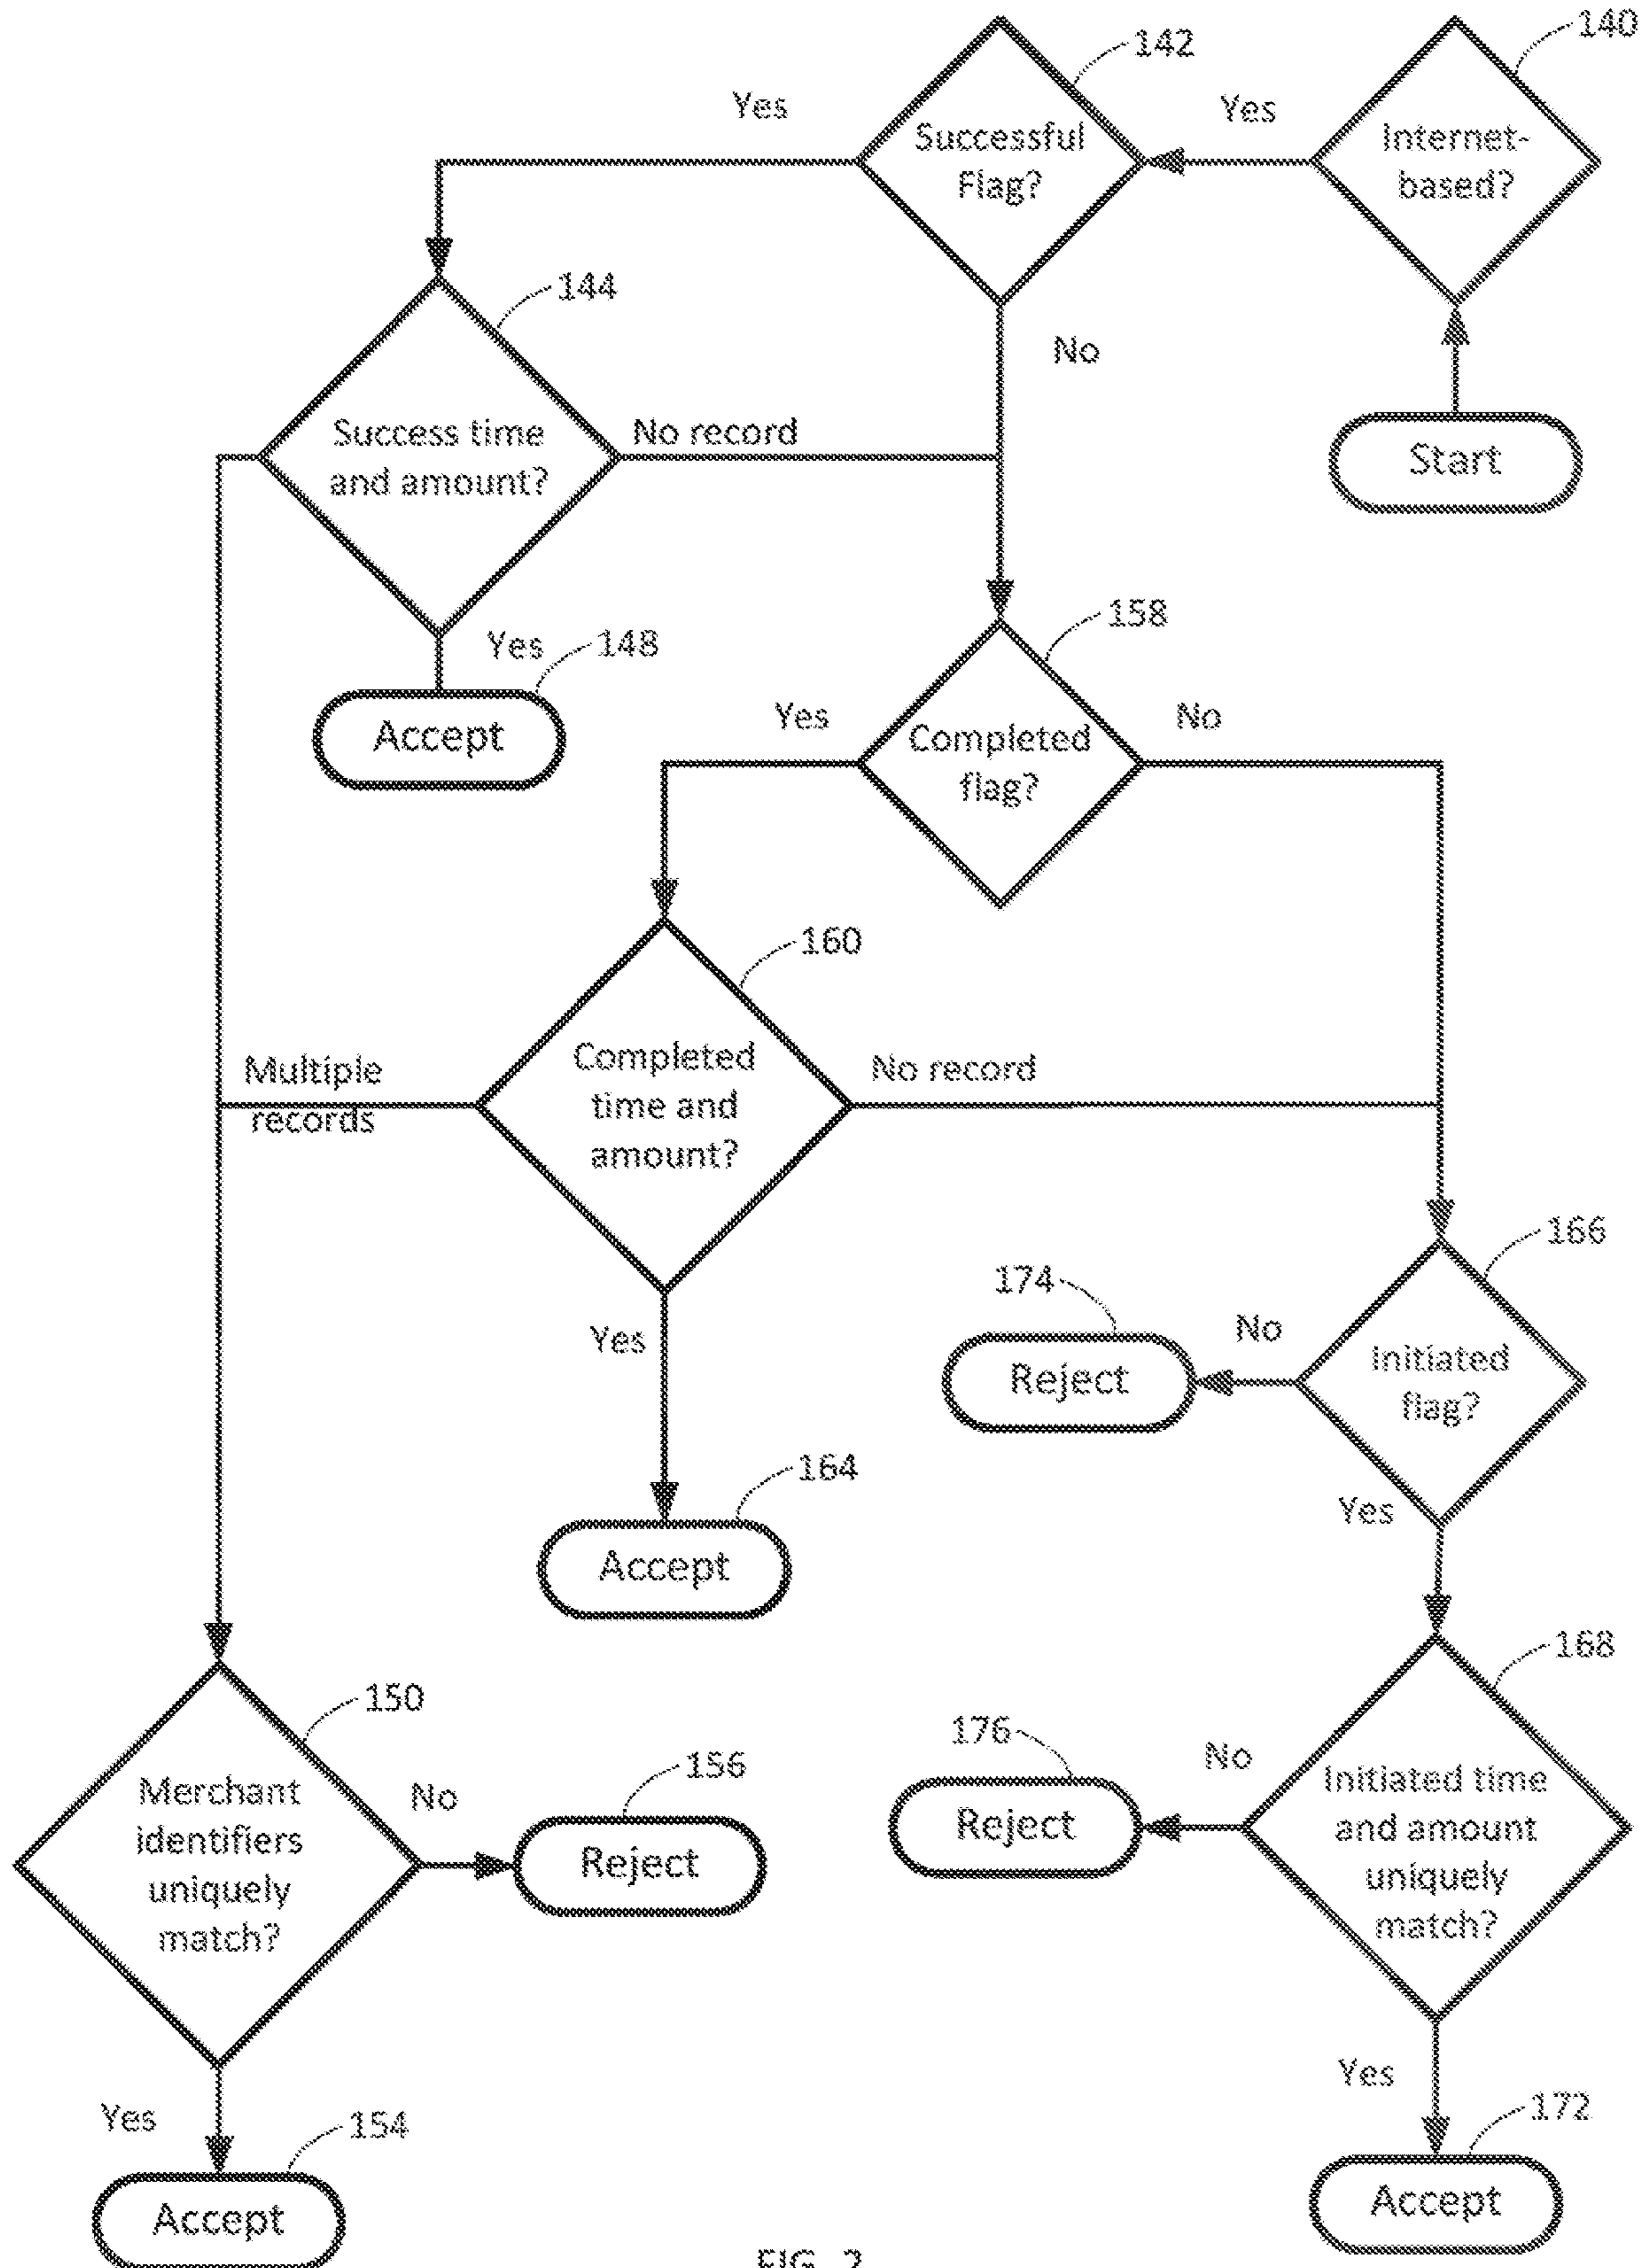 140
142
Yes
Yes
Internet-
based?
Successful
Flag?
144
No
Success time
and amount?
No record
Start
158
Yes
148
Accept
Yes
No
Completed
flag?
160
Multiple
records
Completed
time and
amount?
No record
166
174
No
Yes
Reject
Initiated
flag?
164
Yes
Accept
168
150
176
No
156
No
Merchant
identifiers
uniquely
match?
Reject
Reject
Initiated time
and amount
uniquely
match?
Yes
Yes
154
172
Accept
Accept
FIG. 2